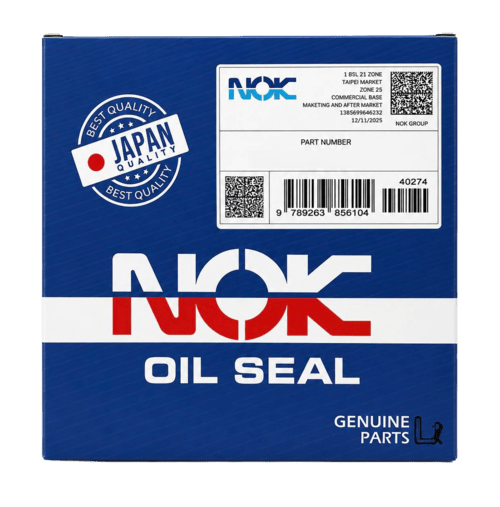 BEST QUALITY
JAPAN
QUALITY
BEST QUALITY
NOK
1 BSL 21 ZONE
TAIPEI MARKET
ZONE 25
COMMERCIAL BASE
MAKETING AND AFTER MARKET
1385699646232
12/11/2025
NOK GROUP
PART NUMBER
40274
9 789263 856104
NOK
OIL SEAL
GENUINE
PARTS